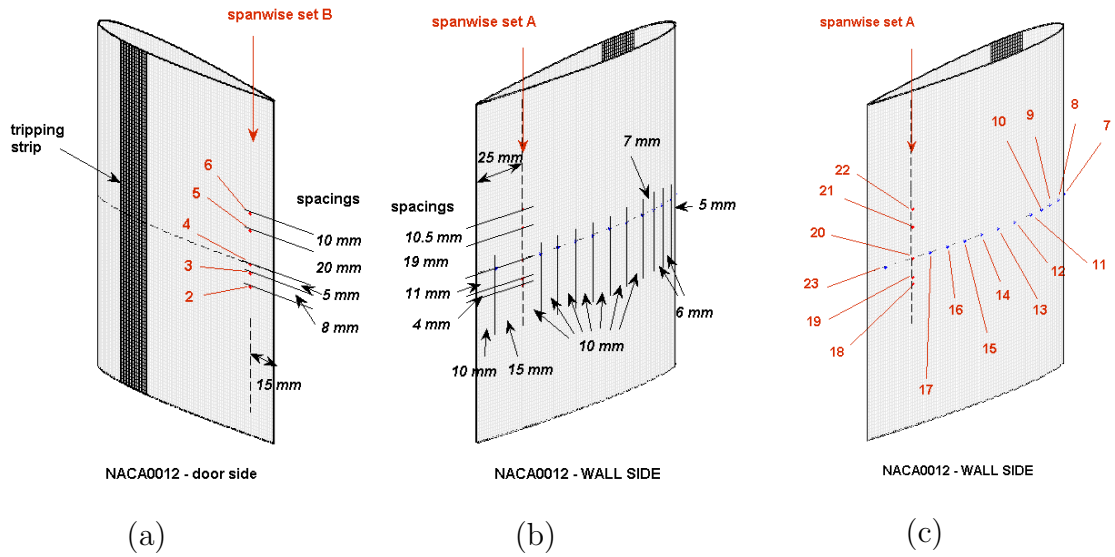 spanwise set B
tripping
strip
6
5
4
3
2
spacings
10 mm
20 mm
5 mm
8 mm
15 mm
NACA0012 - door side
(a)
spanwise set A
25 mm
7 mm
spacings
5 mm
10.5 mm
19 mm
11 mm
4 mm
6 mm
10 mm
15 mm
10 mm
NACA0012 - WALL SIDE
(b)
spanwise set A
8
9
10
7
22
21
20
23
19
18
17
16
15
14
13
12
11
NACA0012 - WALL SIDE
(c)